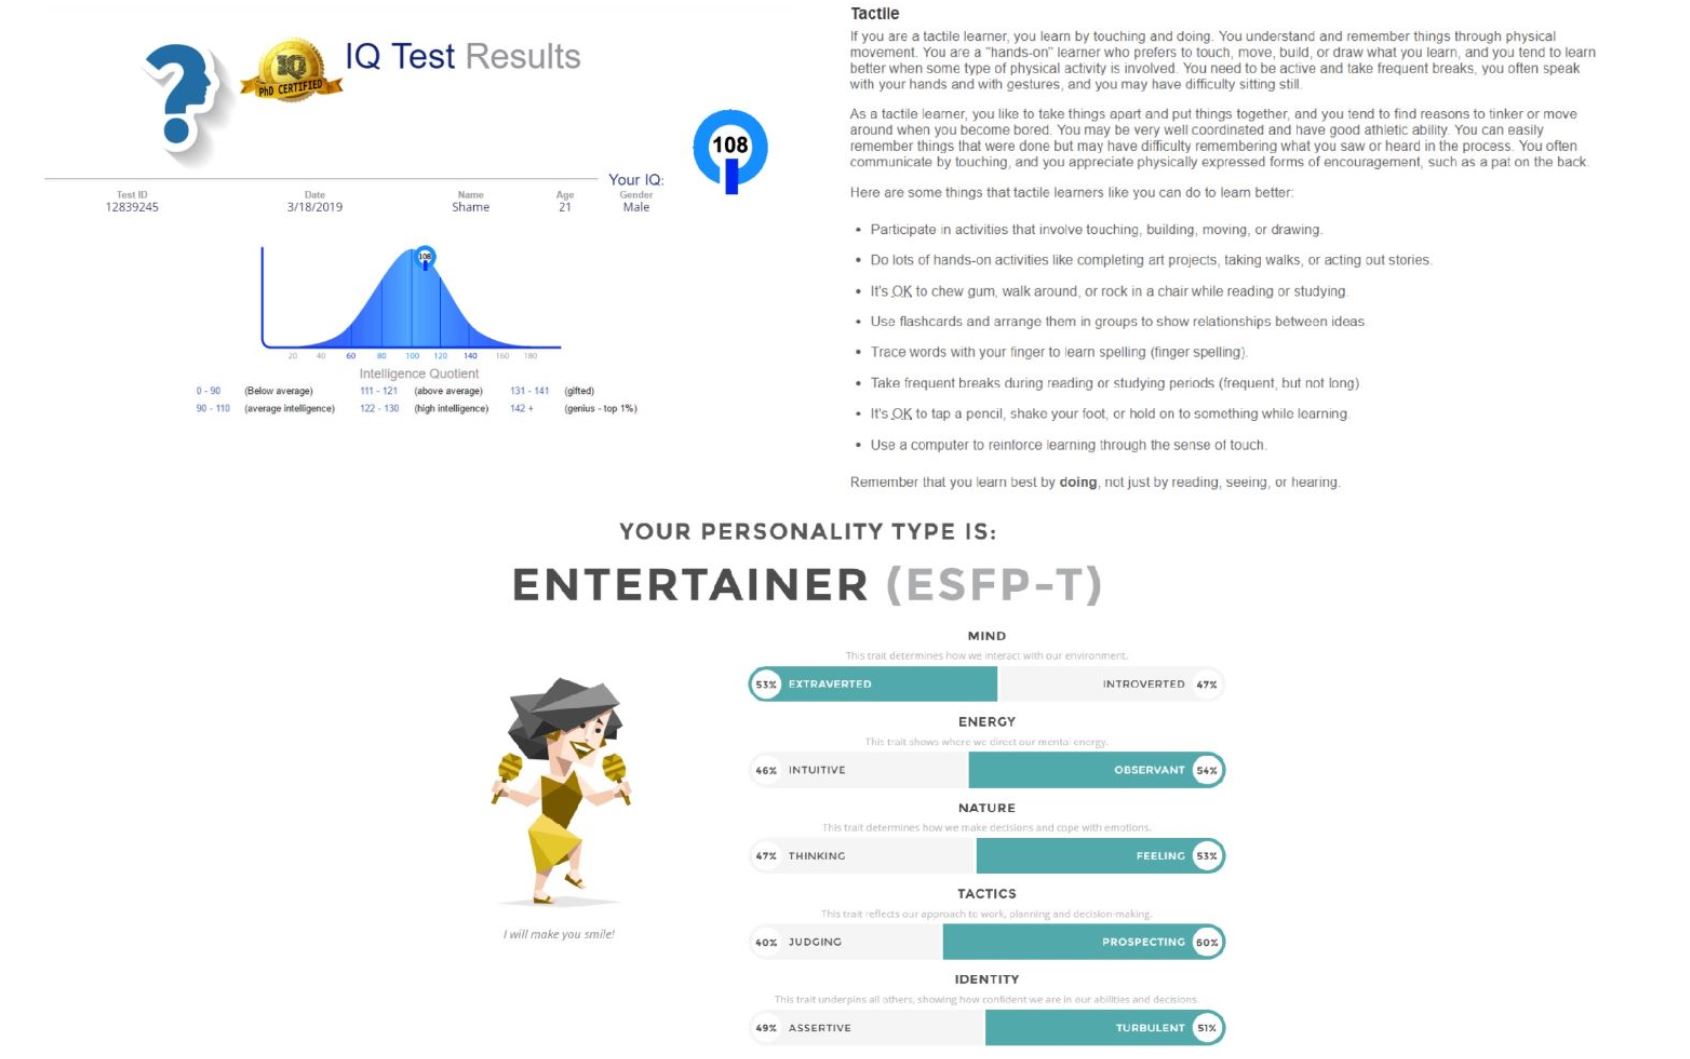 IQ Test Results
IQ
PhD CERTIFIED
108
Your IQ:
Test ID Date Name Age Gender
12839245 3/18/2019 Shame 21 Male
108
20 40 60 80 100 120 140 160 180
Intelligence Quotient
0 - 90 (Below average) 111 - 121 (above average) 131 - 141 (gifted)
90 - 110 (average intelligence) 122 - 130 (high intelligence) 142 + (genius - top 1%)
Tactile
If you are a tactile learner, you learn by touching and doing. You understand and remember things through physical
movement. You are a "hands-on" learner who prefers to touch, move, build, or draw what you learn, and you tend to learn
better when some type of physical activity is involved. You need to be active and take frequent breaks, you often speak
with your hands and with gestures, and you may have difficulty sitting still.
As a tactile learner, you like to take things apart and put things together, and you tend to find reasons to tinker or move
around when you become bored. You may be very well coordinated and have good athletic ability. You can easily
remember things that were done but may have difficulty remembering what you saw or heard in the process. You often
communicate by touching, and you appreciate physically expressed forms of encouragement, such as a pat on the back.
Here are some things that tactile learners like you can do to learn better:
• Participate in activities that involve touching, building, moving, or drawing.
• Do lots of hands-on activities like completing art projects, taking walks, or acting out stories.
• It's OK to chew gum, walk around, or rock in a chair while reading or studying.
• Use flashcards and arrange them in groups to show relationships between ideas
• Trace words with your finger to learn spelling (finger spelling).
• Take frequent breaks during reading or studying periods (frequent, but not long)
• It's OK to tap a pencil, shake your foot, or hold on to something while learning.
• Use a computer to reinforce learning through the sense of touch.
Remember that you learn best by doing, not just by reading, seeing, or hearing.
YOUR PERSONALITY TYPE IS:
ENTERTAINER (ESFP-T)
I will make you smile!
MIND
This trait determines how we interact with our environment.
53% EXTRAVERTED INTROVERTED 47%
ENERGY
This trait shows where we direct our mental energy.
46% INTUITIVE OBSERVANT 54%
NATURE
This trait determines how we make decisions and cope with emotions.
47% THINKING FEELING 53%
TACTICS
This trait reflects our approach to work, planning and decision-making.
40% JUDGING PROSPECTING 60%
IDENTITY
This trait underpins all others, showing how confident we are in our abilities and decisions.
49% ASSERTIVE TURBULENT 51%